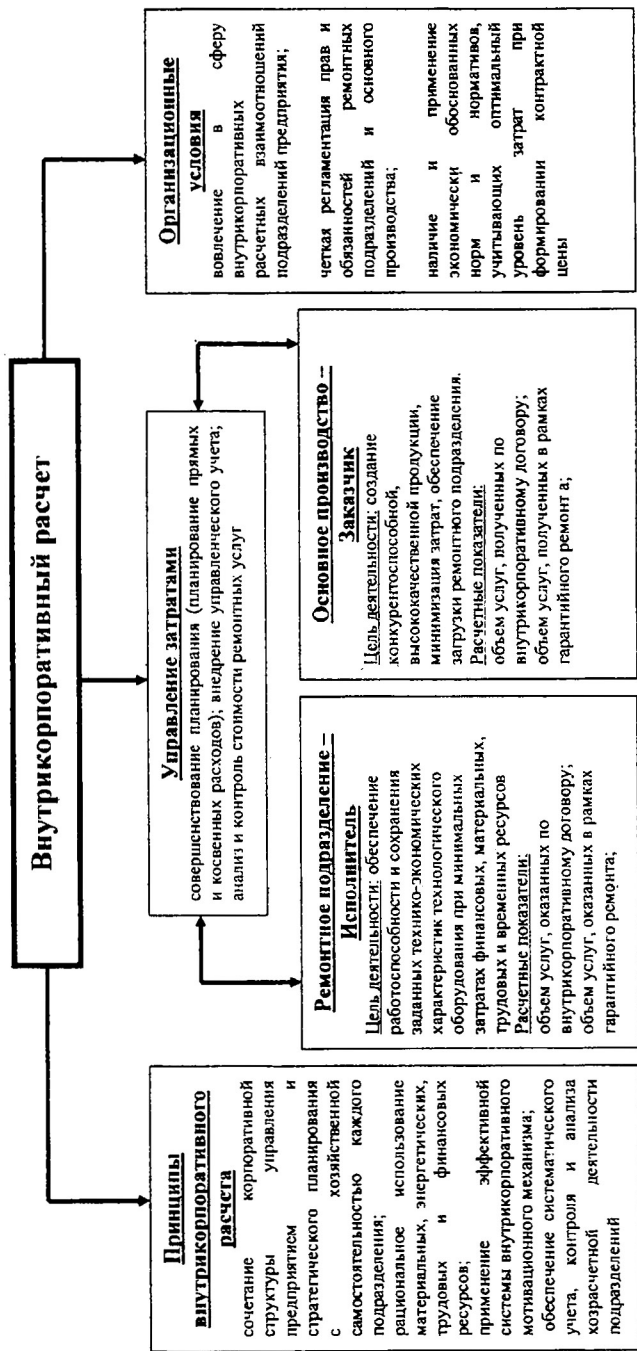 Внутрикорпоративный расчет
Принципы
внутрикорпоративного
расчета
сочетание корпоративной
структуры управления
предприятием и
стратегического планирования
с хозяйственной
самостоятельностью каждого
подразделения;
рациональное использование
материальных, энергетических,
трудовых и финансовых
ресурсов;
применение эффективной
системы внутрикорпоративного
мотивационного механизма;
обеспечение систематического
учета, контроля и анализа
хозрасчетной деятельности
подразделений
Управление затратами
совершенствование планирования (планирование прямых
и косвенных расходов); внедрение управленческого учета;
анализ и контроль стоимости ремонтных услуг
Ремонтное подразделение –
Исполнитель
Цель деятельности: обеспечение
работоспособности и сохранения
заданных технико-экономических
характеристик технологического
оборудования при минимальных
затратах финансовых, материальных,
трудовых и временных ресурсов
Расчетные показатели:
объем услуг, оказанных по
внутрикорпоративному договору;
объем услуг, оказанных в рамках
гарантийного ремонта;
Основное производство –
Заказчик
Цель деятельности: создание
конкурентоспособной,
высококачественной продукции,
минимизация затрат, обеспечение
загрузки ремонтного подразделения.
Расчетные показатели:
объем услуг, полученных по
внутрикорпоративному договору;
объем услуг, полученных в рамках
гарантийного ремонт а;
Организационные
условия
вовлечение в сферу
внутрикорпоративных
расчетных взаимоотношений
подразделений предприятия;
четкая регламентация прав и
обязанностей ремонтных
подразделений и основного
производства;
наличие и применение
экономически обоснованных
норм и нормативов,
учитывающих оптимальный
уровень затрат при
формировании контрактной
цены